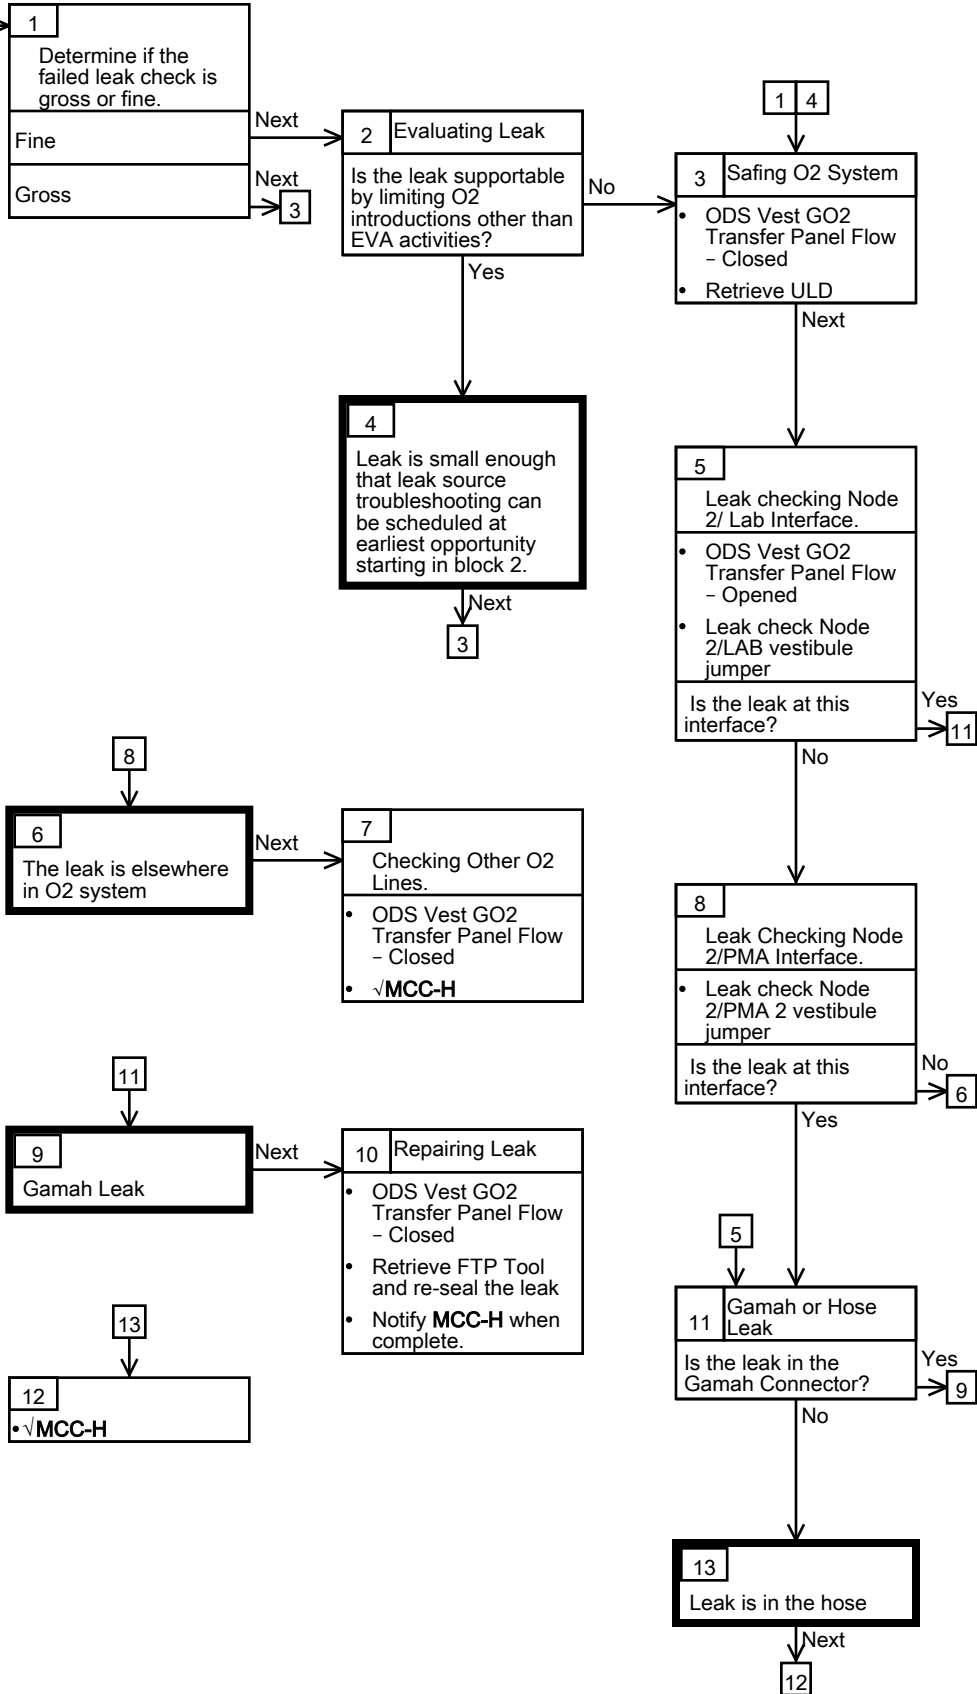 1
Determine if the
failed leak check is
gross or fine.
Fine
Next
Gross
Next
3
2
Evaluating Leak
Is the leak supportable
by limiting O2
introductions other than
EVA activities?
No
Yes
1 4
3
Safing O2 System
• ODS Vest GO2
Transfer Panel Flow
– Closed
• Retrieve ULD
Next
4
Leak is small enough
that leak source
troubleshooting can
be scheduled at
earliest opportunity
starting in block 2.
Next
3
5
Leak checking Node
2/ Lab Interface.
• ODS Vest GO2
Transfer Panel Flow
– Opened
• Leak check Node
2/LAB vestibule
jumper
Is the leak at this
interface?
Yes
11
No
8
6
The leak is elsewhere
in O2 system
Next
7
Checking Other O2
Lines.
• ODS Vest GO2
Transfer Panel Flow
– Closed
• √MCC-H
8
Leak Checking Node
2/PMA Interface.
• Leak check Node
2/PMA 2 vestibule
jumper
Is the leak at this
interface?
No
6
Yes
11
9
Gamah Leak
Next
10
Repairing Leak
• ODS Vest GO2
Transfer Panel Flow
– Closed
• Retrieve FTP Tool
and re-seal the leak
• Notify MCC-H when
complete.
5
11
Gamah or Hose
Leak
Is the leak in the
Gamah Connector?
Yes
9
No
13
12
• √MCC-H
13
Leak is in the hose
Next
12